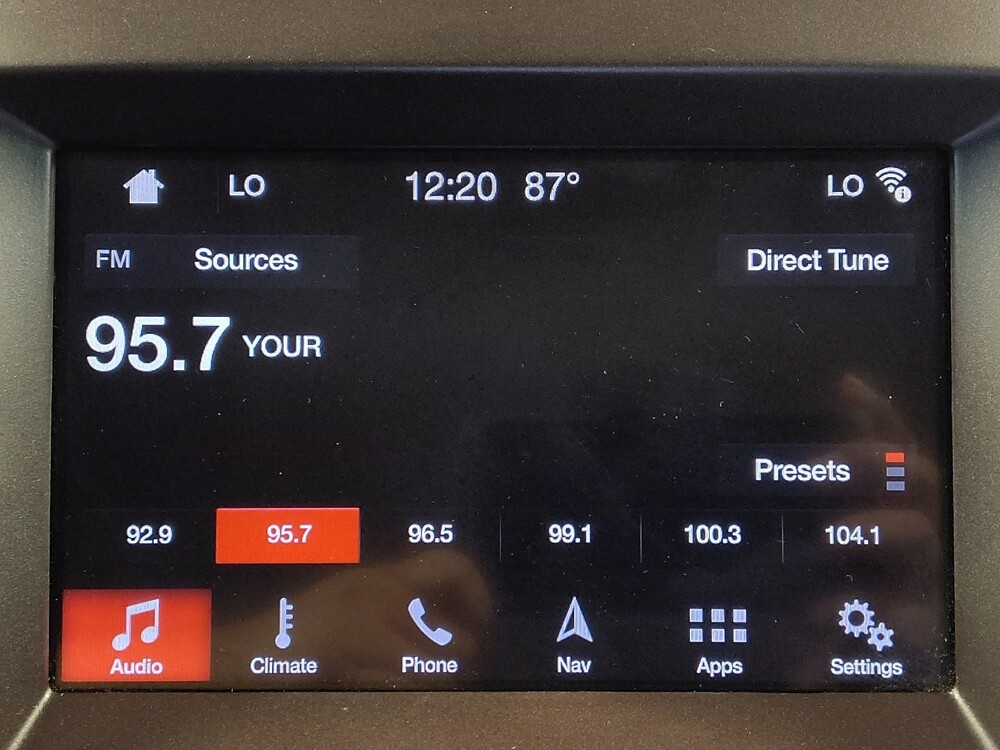 LO 12:20 87° LO
FM Sources Direct Tune
95.7 YOUR
Presets
92.9 95.7 96.5 99.1 100.3 104.1
Audio Climate Phone Nav Apps Settings